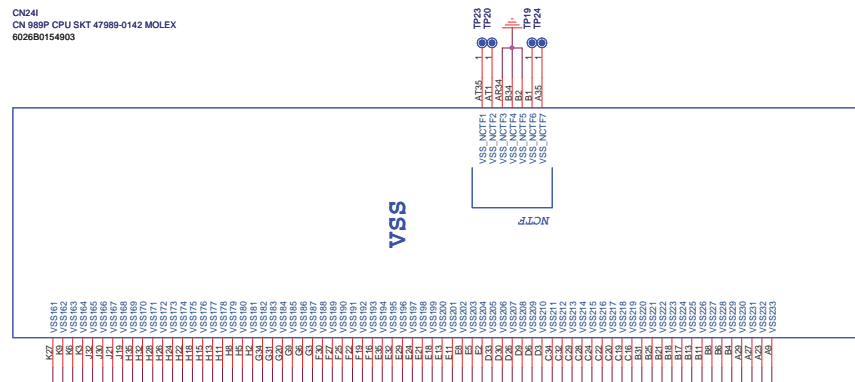 CN24I
CN 989P CPU SKT 47989-0142 MOLEX
6026B0154903
TP23
TP20
TP19
TP24
1
1
1
1
AT35
AT1
AR34
B34
B2
B1
A35
VSS_NCTF1
VSS_NCTF2
VSS_NCTF3
VSS_NCTF4
VSS_NCTF5
VSS_NCTF6
VSS_NCTF7
NCTF
VSS
VSS161
VSS162
VSS163
VSS164
VSS165
VSS166
VSS167
VSS168
VSS169
VSS170
VSS171
VSS172
VSS173
VSS174
VSS175
VSS176
VSS177
VSS178
VSS179
VSS180
VSS181
VSS182
VSS183
VSS184
VSS185
VSS186
VSS187
VSS188
VSS189
VSS190
VSS191
VSS192
VSS193
VSS194
VSS195
VSS196
VSS197
VSS198
VSS199
VSS200
VSS201
VSS202
VSS203
VSS204
VSS205
VSS206
VSS207
VSS208
VSS209
VSS210
VSS211
VSS212
VSS213
VSS214
VSS215
VSS216
VSS217
VSS218
VSS219
VSS220
VSS221
VSS222
VSS223
VSS224
VSS225
VSS226
VSS227
VSS228
VSS229
VSS230
VSS231
VSS232
VSS233
K27
K9
K6
K3
J32
J30
J21
J19
H35
H32
H28
H26
H24
H22
H18
H15
H13
H11
H8
H5
H2
G34
G31
G20
G9
G6
G3
F30
F27
F25
F22
F19
F16
E35
E32
E29
E24
E21
E18
E13
E11
E8
E5
E2
D33
D30
D26
D9
D6
D3
C34
C32
C29
C28
C24
C22
C20
C19
C16
B31
B25
B21
B18
B17
B13
B11
B8
B6
B4
A29
A27
A23
A9